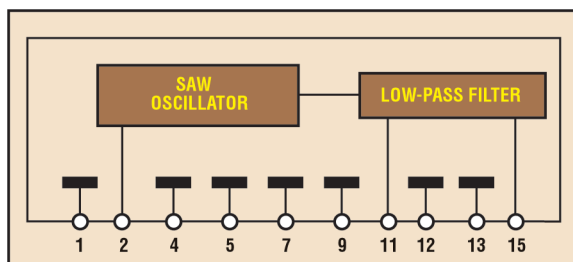 SAW
OSCILLATOR
LOW-PASS FILTER
1 2 4 5 7 9 11 12 13 15